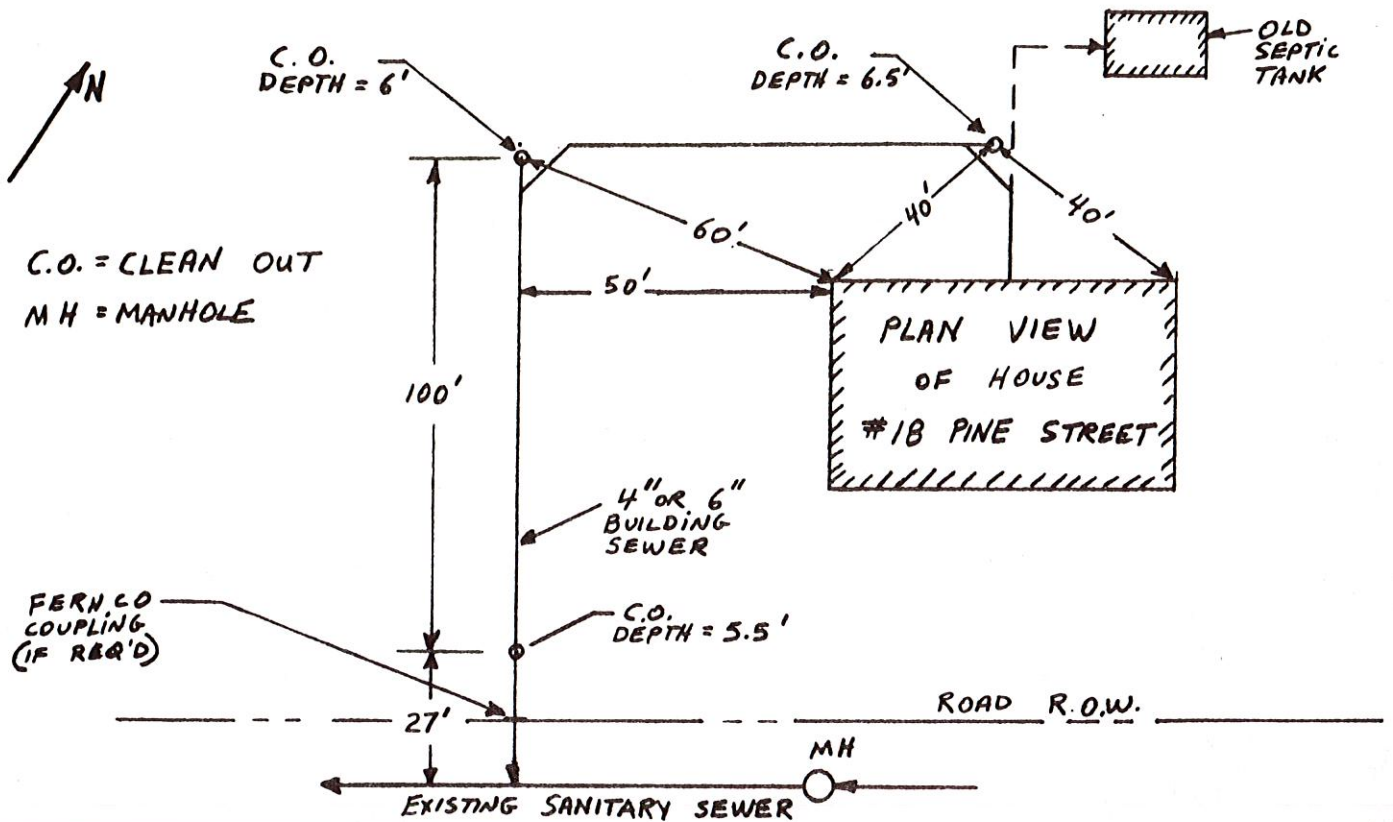 C.O.
DEPTH = 6'
C.O.
DEPTH = 6.5'
OLD
SEPTIC
TANK
N
60'
40'
40'
C.O. = CLEAN OUT
MH = MANHOLE
50'
PLAN VIEW
OF HOUSE
#18 PINE STREET
100'
4" OR 6"
BUILDING
SEWER
FERNCO
COUPLING
(IF REQ'D)
C.O.
DEPTH = 5.5'
27'
ROAD R.O.W.
MH
EXISTING SANITARY SEWER